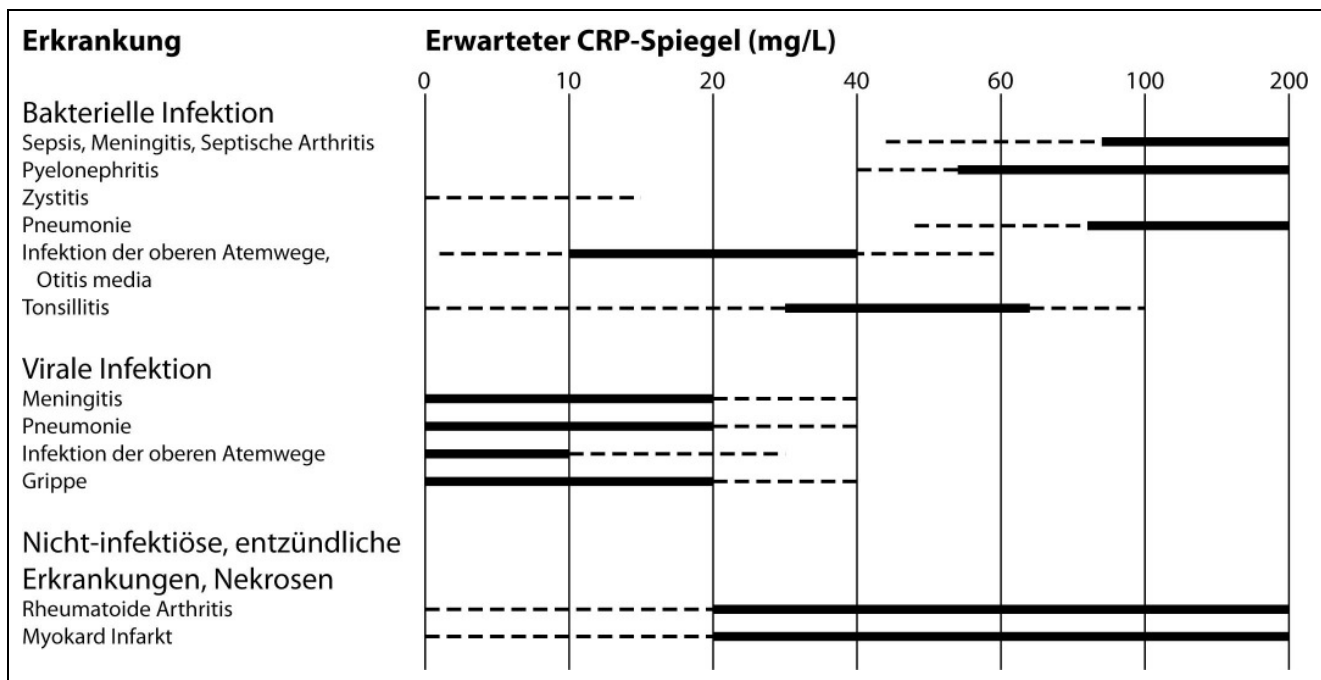 Erkrankung Erwarteter CRP-Spiegel (mg/L)
0 10 20 40 60 100 200
Bakterielle Infektion
Sepsis, Meningitis, Septische Arthritis
Pyelonephritis
Zystitis
Pneumonie
Infektion der oberen Atemwege,
Otitis media
Tonsillitis
Virale Infektion
Meningitis
Pneumonie
Infektion der oberen Atemwege
Grippe
Nicht-infektiöse, entzündliche
Erkrankungen, Nekrosen
Rheumatoide Arthritis
Myokard Infarkt